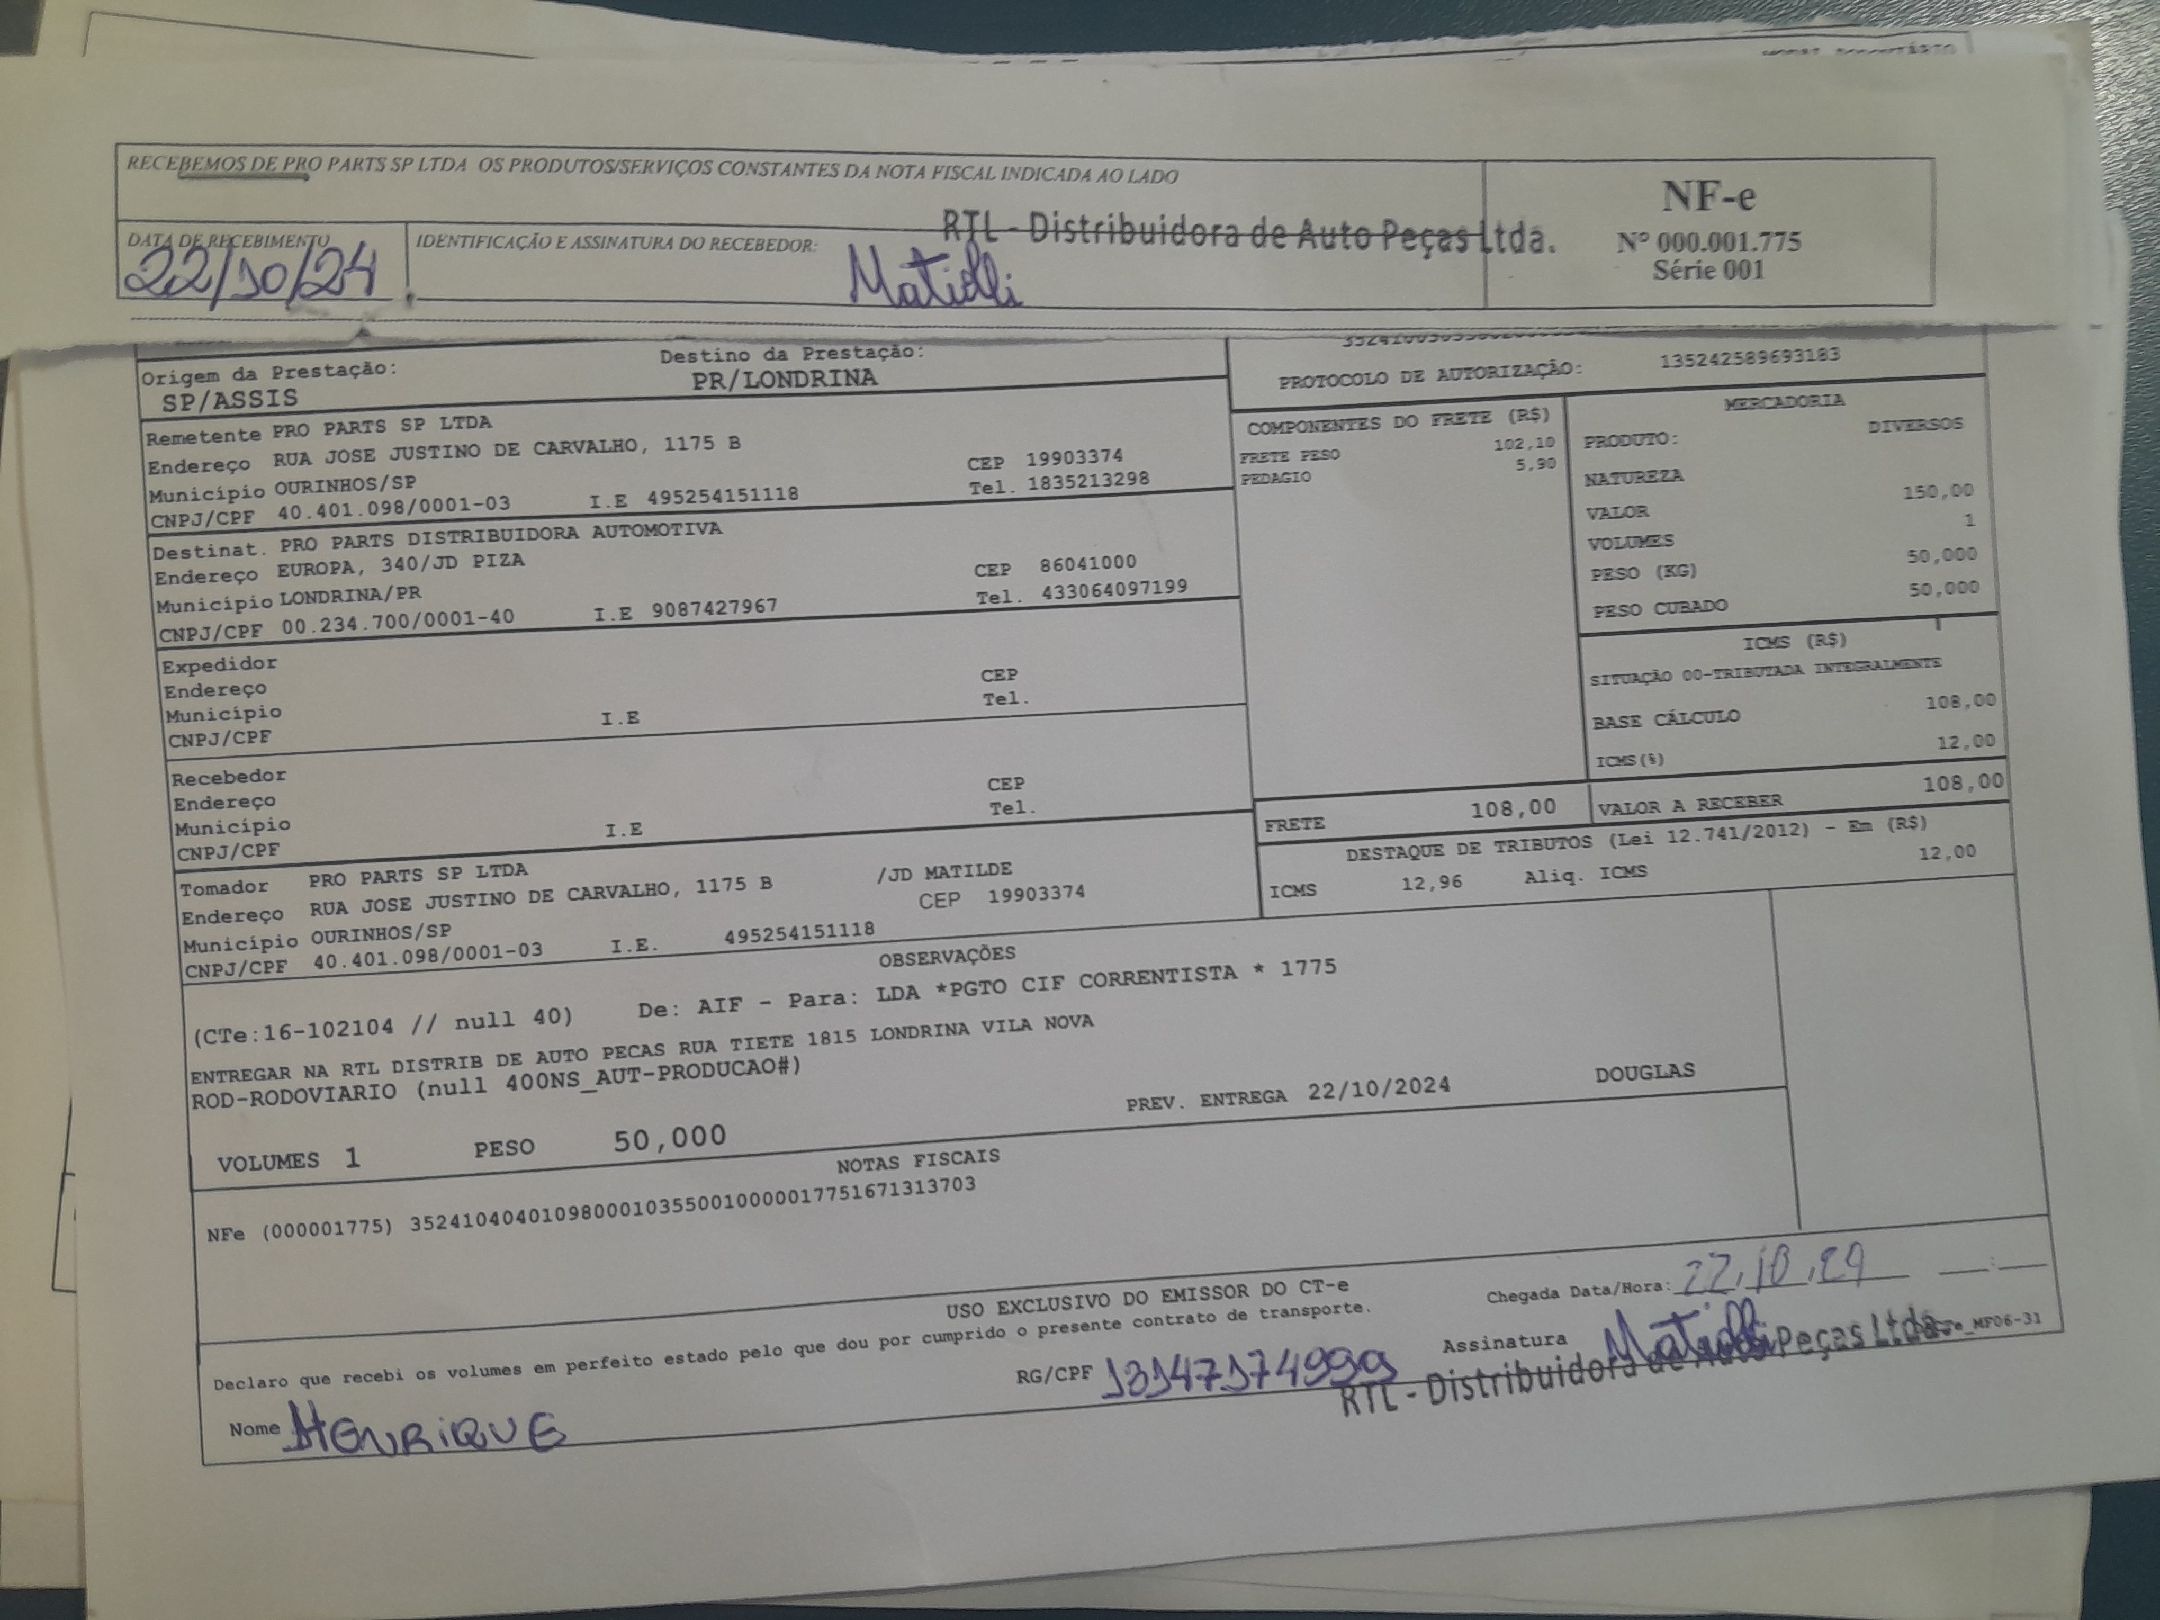 RECEBEMOS DE PRO PARTS SP LTDA OS PRODUTOS/SERVIÇOS CONSTANTES DA NOTA FISCAL INDICADA AO LADO
NF-e
Nº 000.001.775
Série 001
DATA DE RECEBIMENTO
22/10/24
IDENTIFICAÇÃO E ASSINATURA DO RECEBEDOR:
RTL - Distribuidora de Auto Peças Ltda.
Matiolli
Origem da Prestação:
SP/ASSIS
Destino da Prestação:
PR/LONDRINA
PROTOCOLO DE AUTORIZAÇÃO: 135242589693183
Remetente PRO PARTS SP LTDA
Endereço RUA JOSE JUSTINO DE CARVALHO, 1175 B
CEP 19903374
Município OURINHOS/SP
Tel. 1835213298
CNPJ/CPF 40.401.098/0001-03 I.E 495254151118
Destinat. PRO PARTS DISTRIBUIDORA AUTOMOTIVA
Endereço EUROPA, 340/JD PIZA
CEP 86041000
Município LONDRINA/PR
Tel. 433064097199
CNPJ/CPF 00.234.700/0001-40 I.E 9087427967
Expedidor
Endereço CEP
Município Tel.
CNPJ/CPF I.E
Recebedor
Endereço CEP
Município Tel.
CNPJ/CPF I.E
Tomador PRO PARTS SP LTDA
Endereço RUA JOSE JUSTINO DE CARVALHO, 1175 B /JD MATILDE
Município OURINHOS/SP CEP 19903374
CNPJ/CPF 40.401.098/0001-03 I.E. 495254151118
COMPONENTES DO FRETE (R$)
FRETE PESO 102,10
PEDAGIO 5,90
MERCADORIA
PRODUTO: DIVERSOS
NATUREZA
VALOR 150,00
VOLUMES 1
PESO (KG) 50,000
PESO CUBADO 50,000
ICMS (R$)
SITUAÇÃO 00-TRIBUTADA INTEGRALMENTE
BASE CÁLCULO 108,00
ICMS(%) 12,00
FRETE 108,00
VALOR A RECEBER 108,00
DESTAQUE DE TRIBUTOS (Lei 12.741/2012) - Em (R$)
ICMS 12,96 Aliq. ICMS 12,00
OBSERVAÇÕES
(CTe:16-102104 // null 40) De: AIF - Para: LDA *PGTO CIF CORRENTISTA * 1775
ENTREGAR NA RTL DISTRIB DE AUTO PECAS RUA TIETE 1815 LONDRINA VILA NOVA
ROD-RODOVIARIO (null 400NS_AUT-PRODUCAO#)
VOLUMES 1 PESO 50,000 PREV. ENTREGA 22/10/2024 DOUGLAS
NOTAS FISCAIS
NFe (000001775) 35241040401098000103550010000017751671313703
USO EXCLUSIVO DO EMISSOR DO CT-e
Declaro que recebi os volumes em perfeito estado pelo que dou por cumprido o presente contrato de transporte.
Chegada Data/Hora: 22,10,24
Nome HENRIQUE
RG/CPF 13147174999
Assinatura Matiolli
RTL - Distribuidora de Auto Peças Ltda.
MF06-31